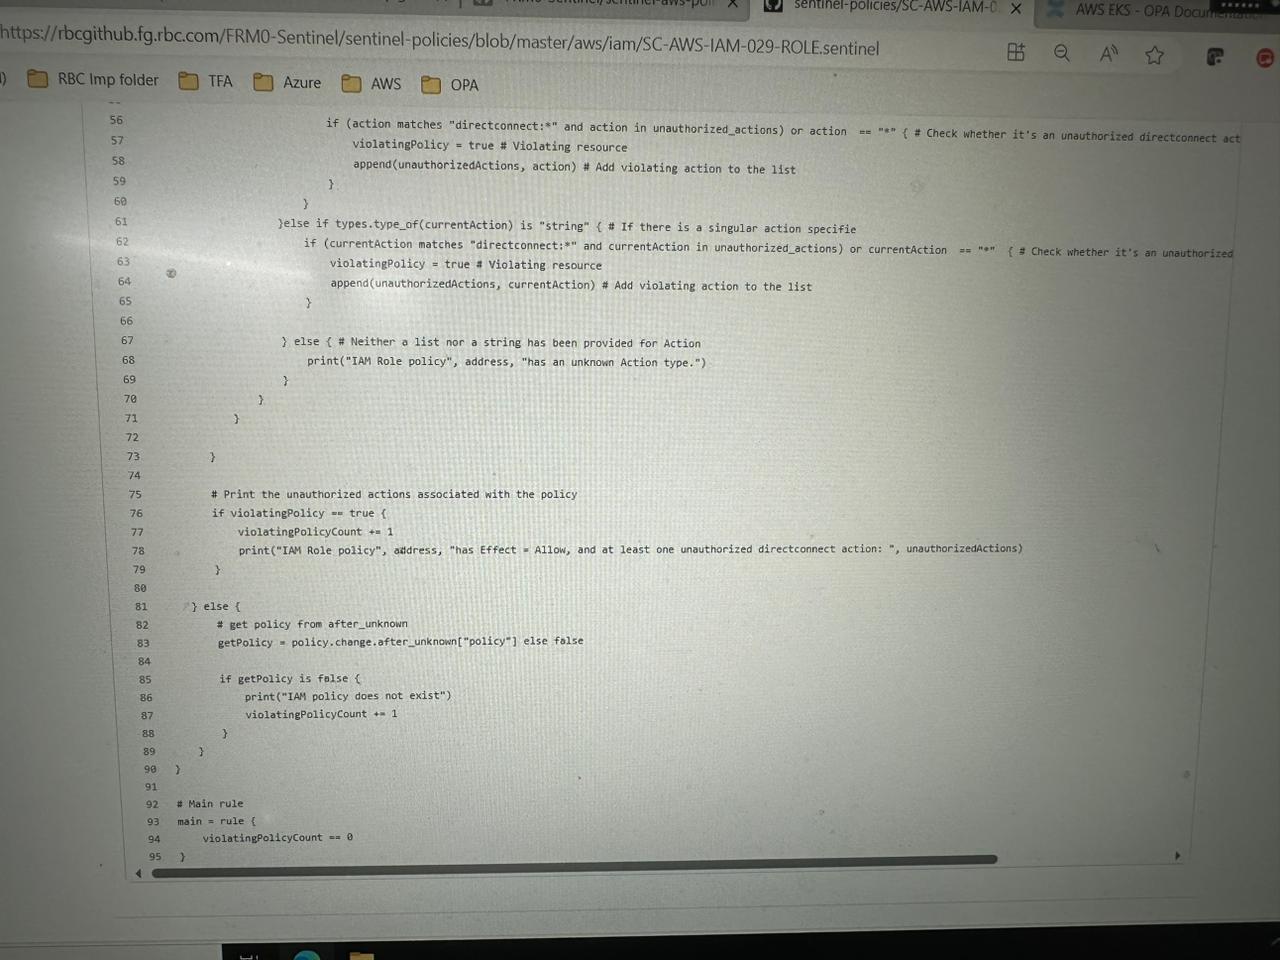 sentinel-policies/SC-AWS-IAM-0
AWS EKS - OPA Documentation
https://rbcgithub.fg.rbc.com/FRM0-Sentinel/sentinel-policies/blob/master/aws/iam/SC-AWS-IAM-029-ROLE.sentinel
RBC Imp folder TFA Azure AWS OPA
56 if (action matches "directconnect:*" and action in unauthorized_actions) or action == "*" { # Check whether it's an unauthorized directconnect act
57 violatingPolicy = true # Violating resource
58 append(unauthorizedActions, action) # Add violating action to the list
59 }
60 }
61 }else if types.type_of(currentAction) is "string" { # If there is a singular action specifie
62 if (currentAction matches "directconnect:*" and currentAction in unauthorized_actions) or currentAction == "*" { # Check whether it's an unauthorized
63 violatingPolicy = true # Violating resource
64 append(unauthorizedActions, currentAction) # Add violating action to the list
65 }
66
67 } else { # Neither a list nor a string has been provided for Action
68 print("IAM Role policy", address, "has an unknown Action type.")
69 }
70 }
71 }
72
73 }
74
75 # Print the unauthorized actions associated with the policy
76 if violatingPolicy == true {
77 violatingPolicyCount += 1
78 print("IAM Role policy", address, "has Effect = Allow, and at least one unauthorized directconnect action: ", unauthorizedActions)
79 }
80
81 } else {
82 # get policy from after_unknown
83 getPolicy = policy.change.after_unknown["policy"] else false
84
85 if getPolicy is false {
86 print("IAM policy does not exist")
87 violatingPolicyCount += 1
88 }
89 }
90 }
91
92 # Main rule
93 main = rule {
94 violatingPolicyCount == 0
95 }